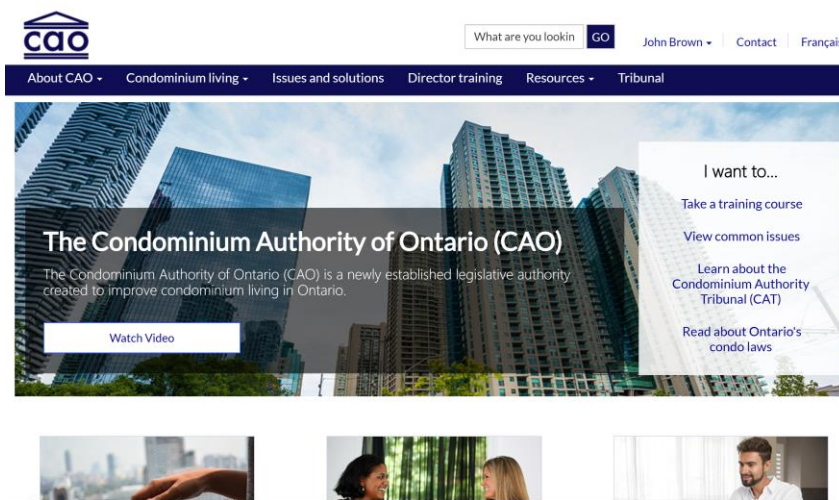 cao
What are you lookin GO John Brown Contact Français
About CAO Condominium living Issues and solutions Director training Resources Tribunal
I want to...
Take a training course
View common issues
Learn about the
Condominium Authority
Tribunal (CAT)
Read about Ontario's
condo laws
The Condominium Authority of Ontario (CAO)
The Condominium Authority of Ontario (CAO) is a newly established legislative authority
created to improve condominium living in Ontario.
Watch Video